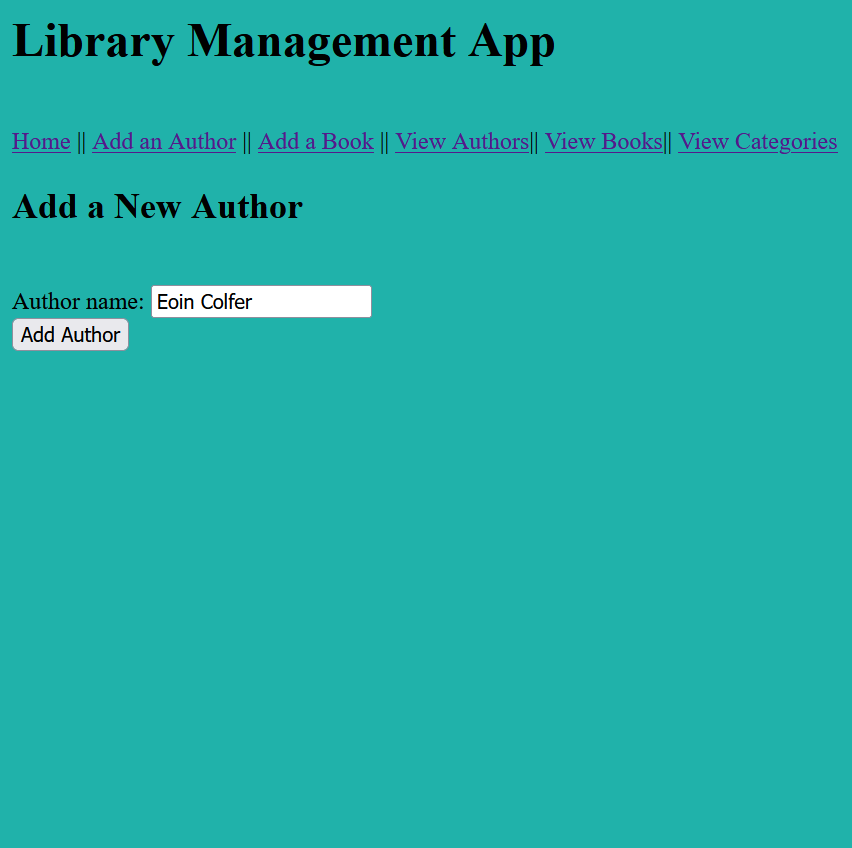 Library Management App
Home || Add an Author || Add a Book || View Authors|| View Books|| View Categories
Add a New Author
Author name: Eoin Colfer
Add Author